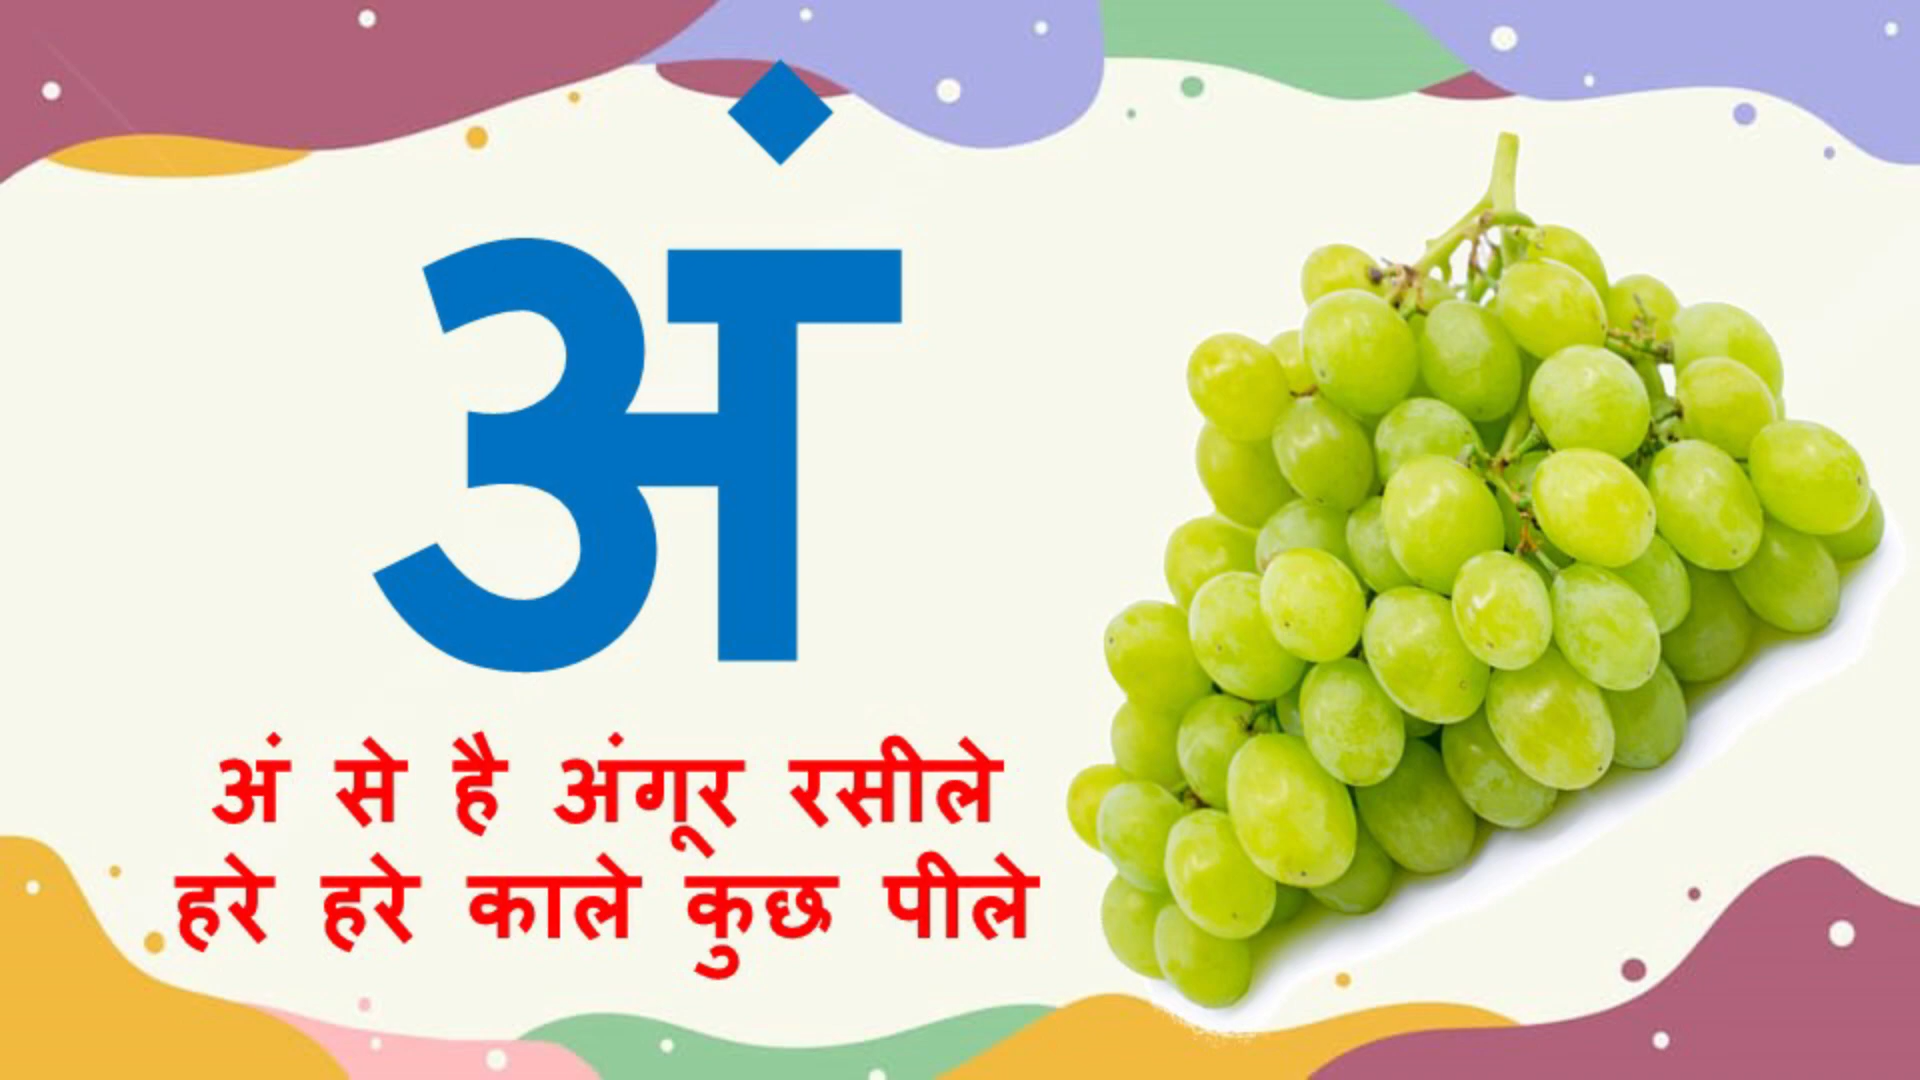 अं
अं से है अंगूर रसीले
हरे हरे काले कुछ पीले